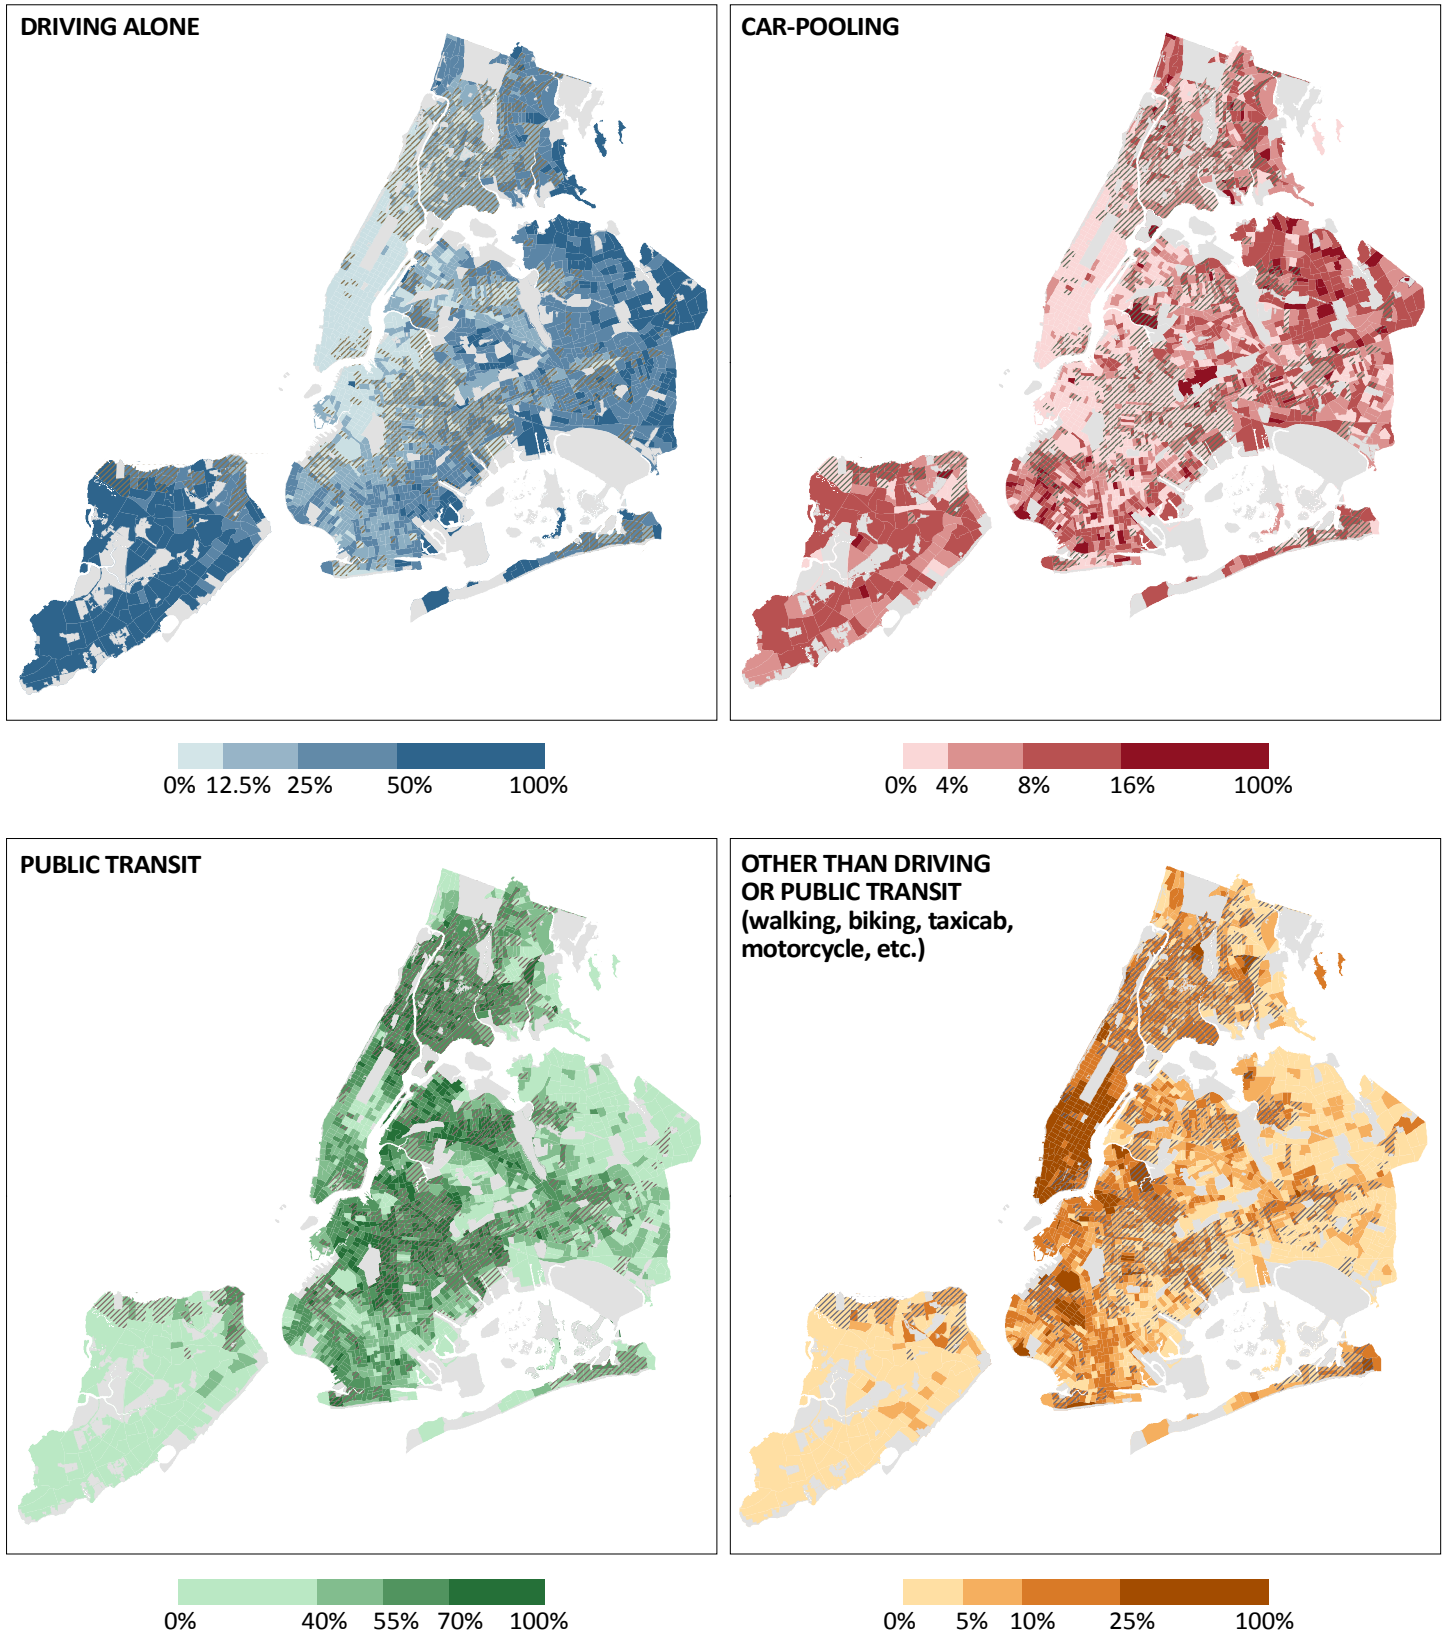 DRIVING ALONE
CAR-POOLING
0% 12.5% 25% 50% 100%
0% 4% 8% 16% 100%
PUBLIC TRANSIT
OTHER THAN DRIVING
OR PUBLIC TRANSIT
(walking, biking, taxicab,
motorcycle, etc.)
0% 40% 55% 70% 100%
0% 5% 10% 25% 100%